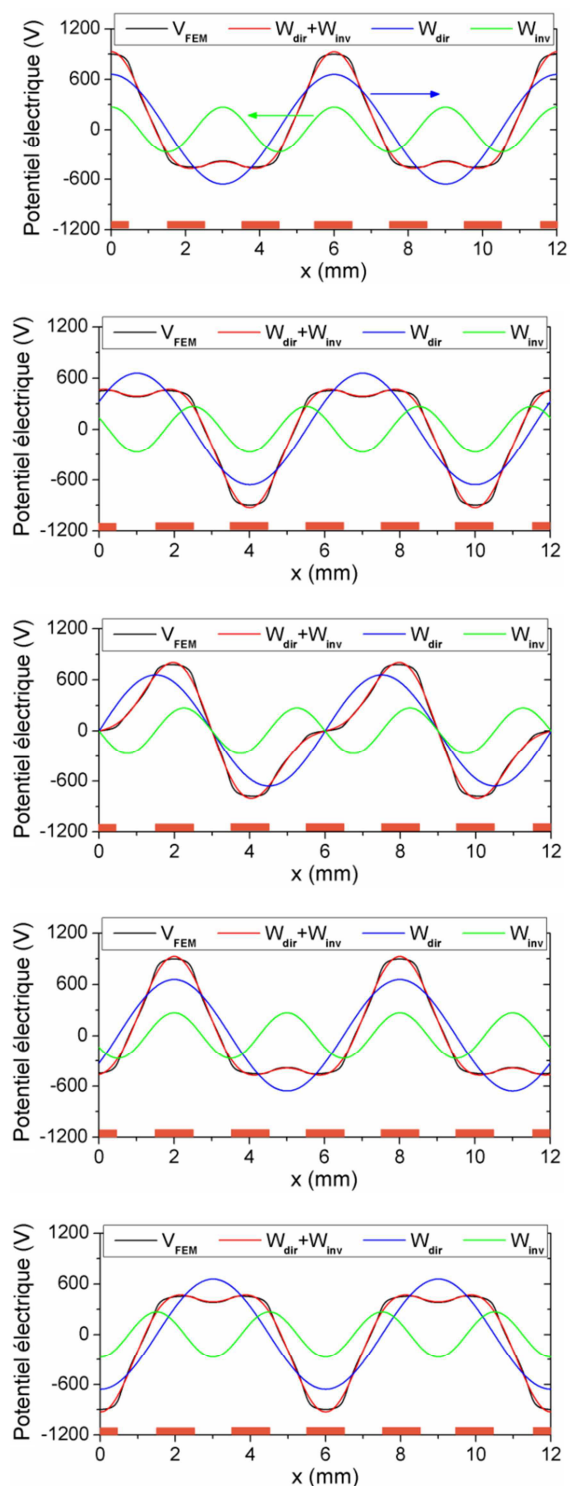 V_FEM W_dir+W_inv W_dir W_inv
1200
600
0
-600
-1200
Potentiel électrique (V)
0 2 4 6 8 10 12
x (mm)
V_FEM W_dir+W_inv W_dir W_inv
1200
600
0
-600
-1200
Potentiel électrique (V)
0 2 4 6 8 10 12
x (mm)
V_FEM W_dir+W_inv W_dir W_inv
1200
600
0
-600
-1200
Potentiel électrique (V)
0 2 4 6 8 10 12
x (mm)
V_FEM W_dir+W_inv W_dir W_inv
1200
600
0
-600
-1200
Potentiel électrique (V)
0 2 4 6 8 10 12
x (mm)
V_FEM W_dir+W_inv W_dir W_inv
1200
600
0
-600
-1200
Potentiel électrique (V)
0 2 4 6 8 10 12
x (mm)